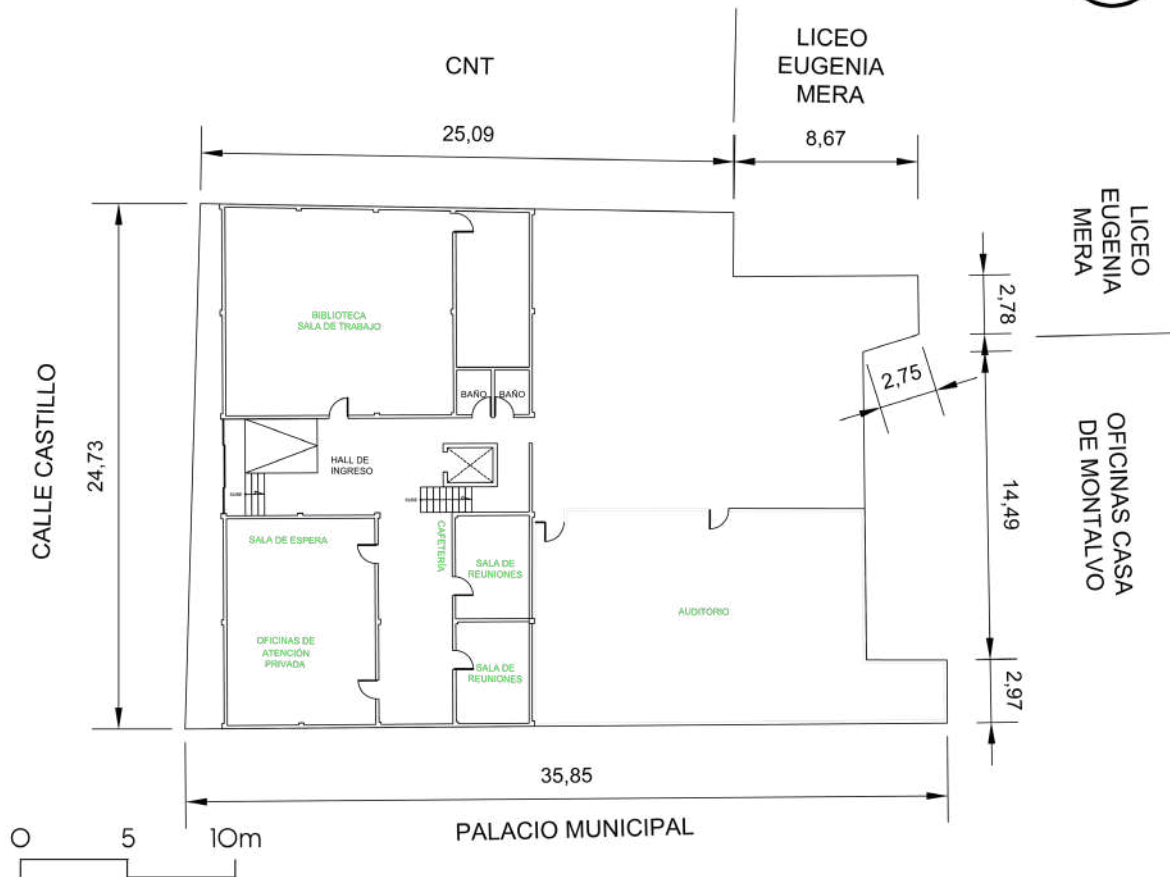 CNT
LICEO
EUGENIA
MERA
25,09
8,67
LICEO
EUGENIA
MERA
2,78
2,75
CALLE CASTILLO
24,73
BIBLIOTECA
SALA DE TRABAJO
BAÑO
BAÑO
HALL DE
INGRESO
SUBE
SUBE
SALA DE ESPERA
CAFETERÍA
SALA DE
REUNIONES
OFICINAS DE
ATENCIÓN
PRIVADA
SALA DE
REUNIONES
AUDITORIO
14,49
OFICINAS CASA
DE MONTALVO
2,97
35,85
PALACIO MUNICIPAL
0
5
10m